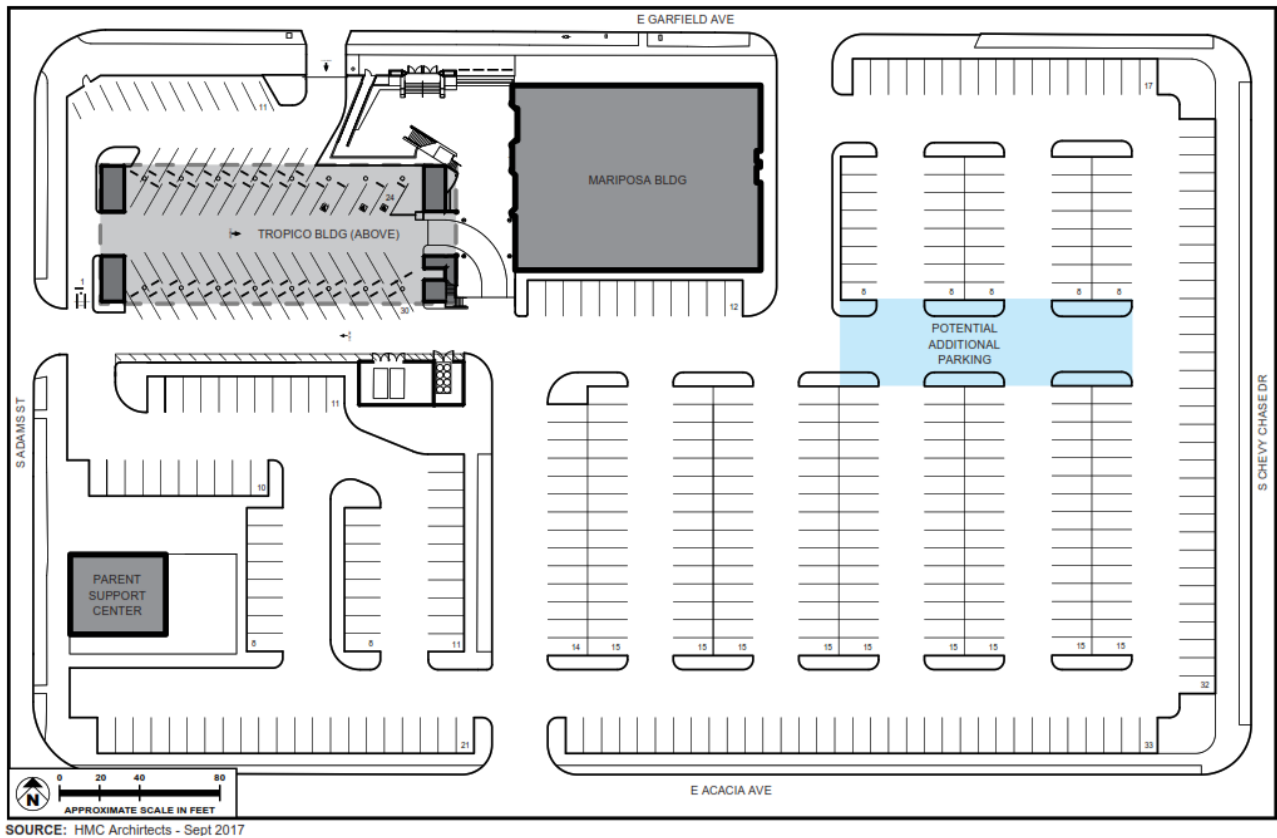 E GARFIELD AVE
17
11
MARIPOSA BLDG
24
TROPICO BLDG (ABOVE)
8
8
8
8
8
30
12
POTENTIAL
ADDITIONAL
PARKING
S ADAMS ST
S CHEVY CHASE DR
11
10
PARENT
SUPPORT
CENTER
8
8
11
14
15
15
15
15
15
15
15
15
15
32
21
33
N
0
20
40
80
APPROXIMATE SCALE IN FEET
E ACACIA AVE
SOURCE: HMC Archirtects - Sept 2017